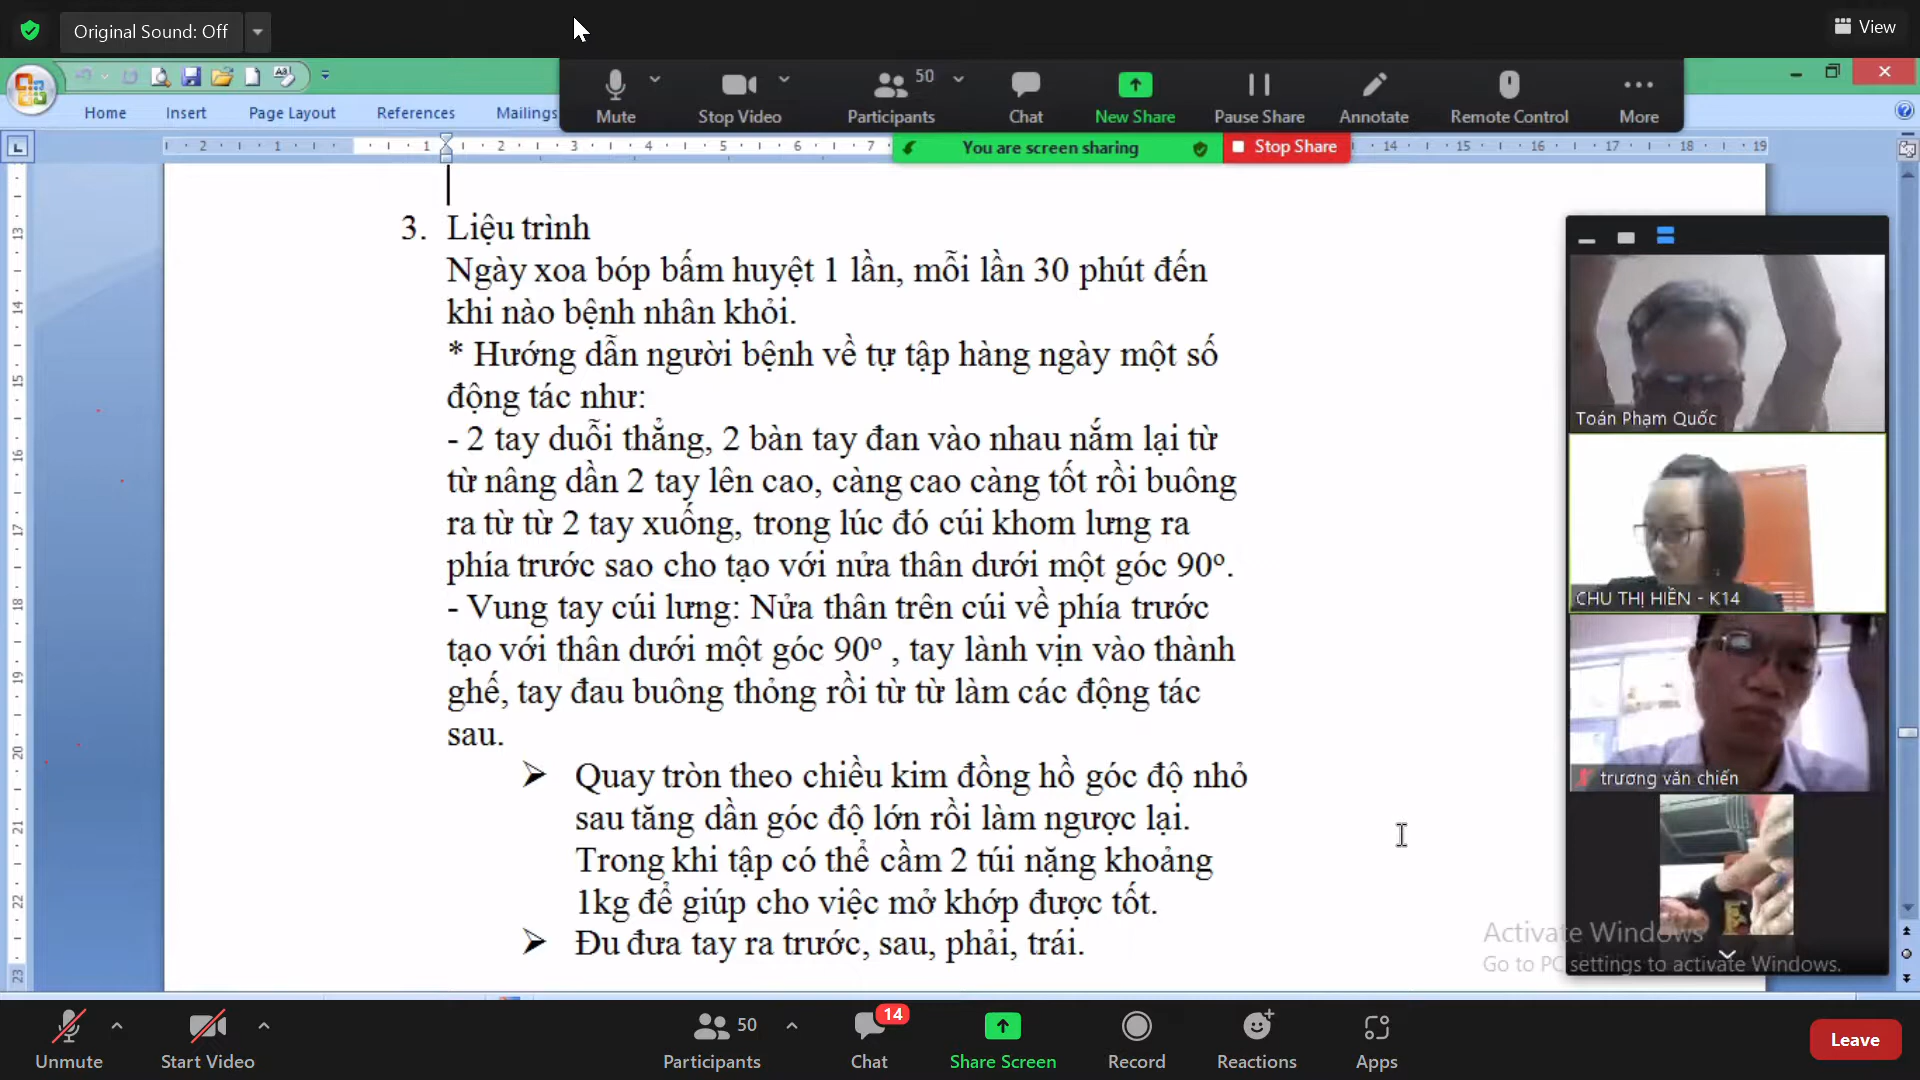 Original Sound: Off
View
Home Insert Page Layout References Mailings
Mute Stop Video Participants 50 Chat New Share Pause Share Annotate Remote Control More
You are screen sharing Stop Share
3. Liệu trình
Ngày xoa bóp bấm huyệt 1 lần, mỗi lần 30 phút đến
khi nào bệnh nhân khỏi.
* Hướng dẫn người bệnh về tự tập hàng ngày một số
động tác như:
- 2 tay duỗi thẳng, 2 bàn tay đan vào nhau nắm lại từ
từ nâng dần 2 tay lên cao, càng cao càng tốt rồi buông
ra từ từ 2 tay xuống, trong lúc đó cúi khom lưng ra
phía trước sao cho tạo với nửa thân dưới một góc 90º.
- Vung tay cúi lưng: Nửa thân trên cúi về phía trước
tạo với thân dưới một góc 90º , tay lành vịn vào thành
ghế, tay đau buông thỏng rồi từ từ làm các động tác
sau.
➢ Quay tròn theo chiều kim đồng hồ góc độ nhỏ
sau tăng dần góc độ lớn rồi làm ngược lại.
Trong khi tập có thể cầm 2 túi nặng khoảng
1kg để giúp cho việc mở khớp được tốt.
➢ Đu đưa tay ra trước, sau, phải, trái.
Toán Phạm Quốc
CHU THỊ HIỀN - K14
trương văn chiến
Activate Windows
Go to PC settings to activate Windows.
Unmute Start Video Participants 50 Chat 14 Share Screen Record Reactions Apps Leave